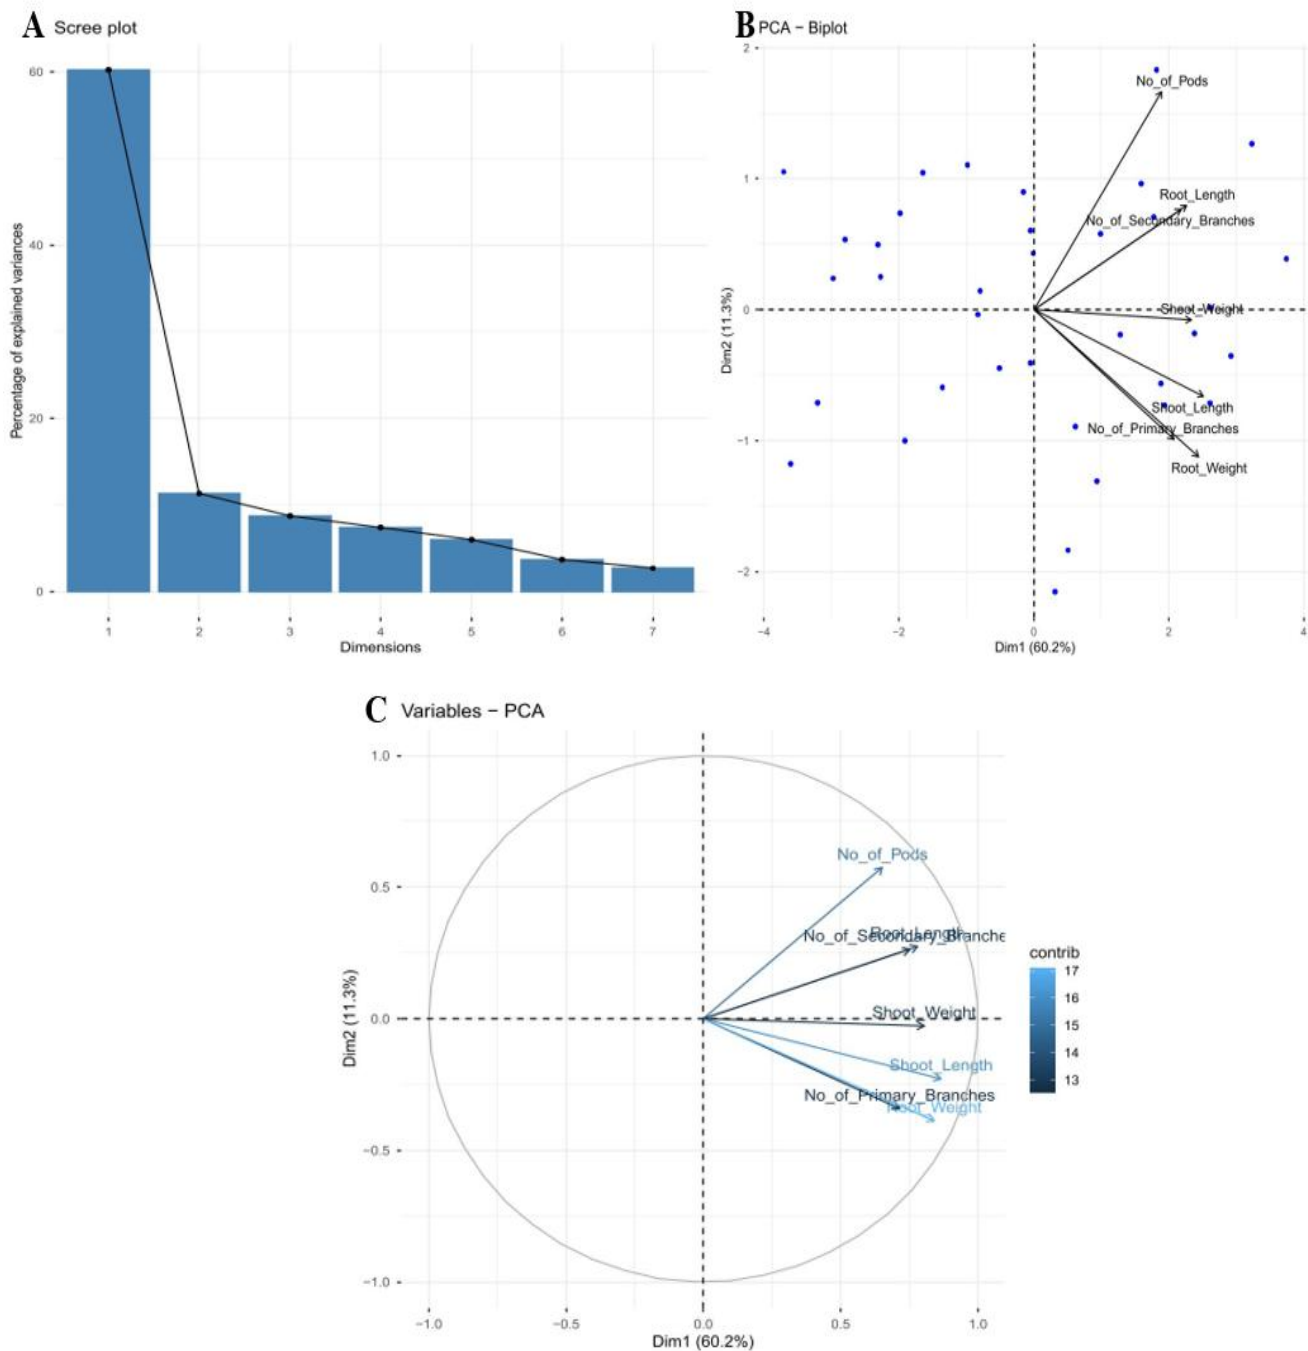 A Scree plot
Percentage of explained variances
60
40
20
0
1 2 3 4 5 6 7
Dimensions
B PCA − Biplot
Dim2 (11.3%)
2
1
0
−1
−2
No_of_Pods
Root_Length
No_of_Secondary_Branches
Shoot_Weight
Shoot_Length
No_of_Primary_Branches
Root_Weight
−4 −2 0 2 4
Dim1 (60.2%)
C Variables − PCA
Dim2 (11.3%)
1.0
0.5
0.0
−0.5
−1.0
No_of_Pods
Root_Length
No_of_Secondary_Branche
Shoot_Weight
Shoot_Length
No_of_Primary_Branches
Root_Weight
−1.0 −0.5 0.0 0.5 1.0
Dim1 (60.2%)
contrib
17
16
15
14
13